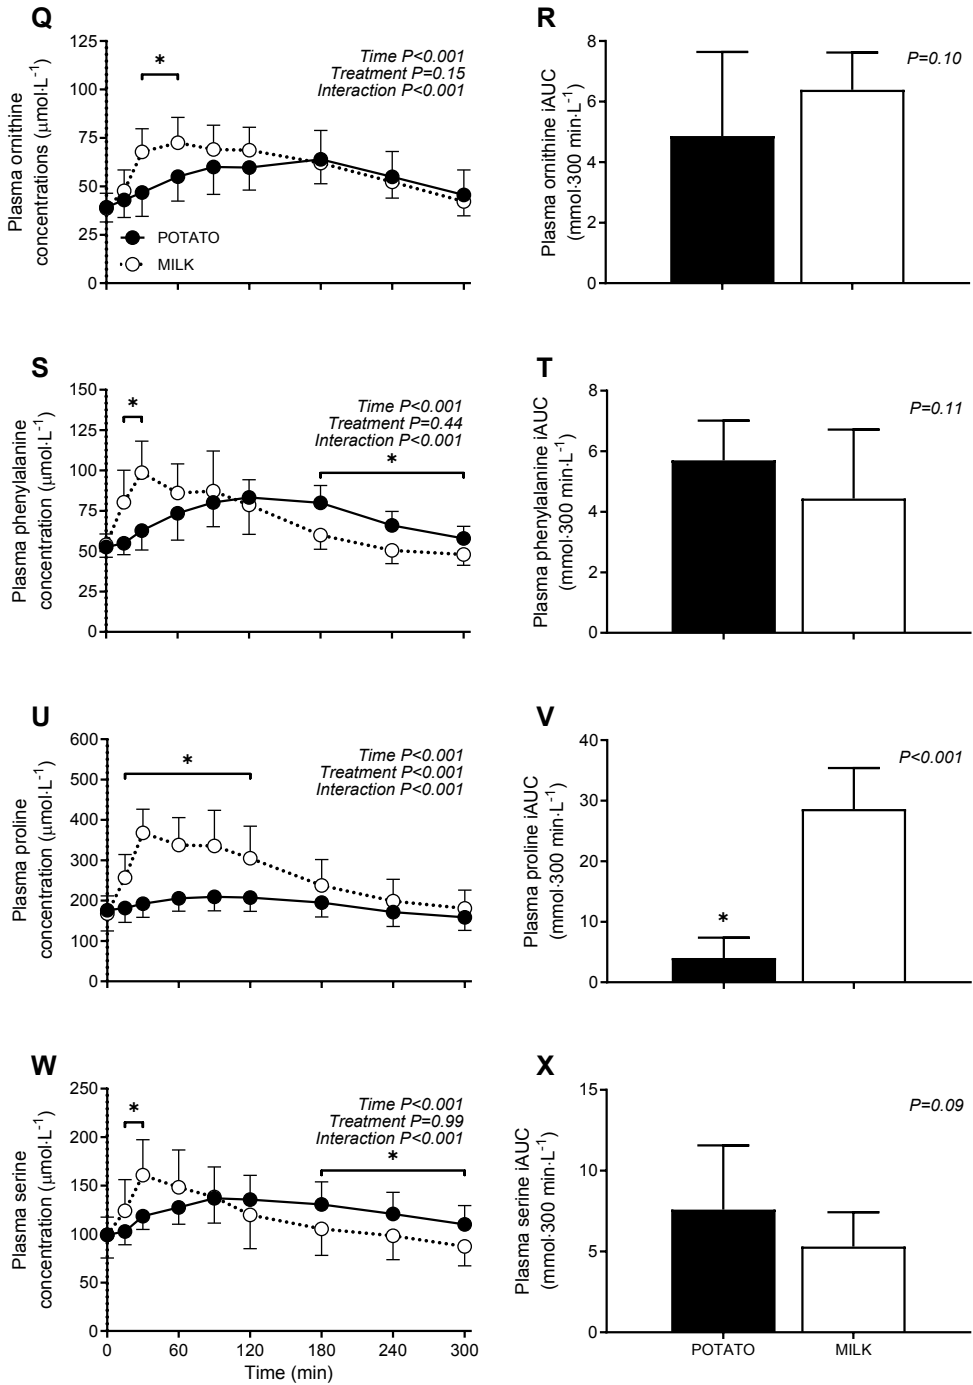 Q
Plasma ornithine
concentrations (μmol·L⁻¹)
125
100
75
50
25
0
*
Time P<0.001
Treatment P=0.15
Interaction P<0.001
POTATO
MILK
R
Plasma ornithine iAUC
(mmol·300 min·L⁻¹)
8
6
4
2
0
P=0.10
S
Plasma phenylalanine
concentration (μmol·L⁻¹)
150
125
100
75
50
25
0
*
Time P<0.001
Treatment P=0.44
Interaction P<0.001
*
T
Plasma phenylalanine iAUC
(mmol·300 min·L⁻¹)
8
6
4
2
0
P=0.11
U
Plasma proline
concentration (μmol·L⁻¹)
600
500
400
300
200
100
0
*
Time P<0.001
Treatment P<0.001
Interaction P<0.001
V
Plasma proline iAUC
(mmol·300 min·L⁻¹)
40
30
20
10
0
P<0.001
*
W
Plasma serine
concentration (μmol·L⁻¹)
250
200
150
100
50
0
*
Time P<0.001
Treatment P=0.99
Interaction P<0.001
*
0 60 120 180 240 300
Time (min)
X
Plasma serine iAUC
(mmol·300 min·L⁻¹)
15
10
5
0
P=0.09
POTATO MILK